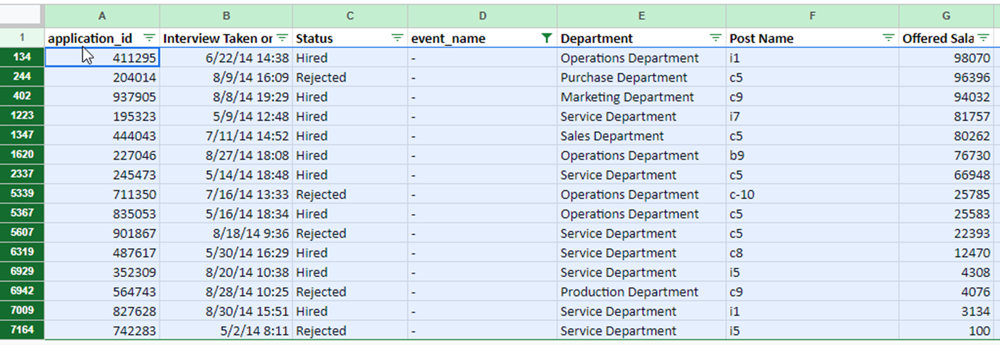 A B C D E F G
1 application_id Interview Taken or Status event_name Department Post Name Offered Sala
134 411295 6/22/14 14:38 Hired - Operations Department i1 98070
244 204014 8/9/14 16:09 Rejected - Purchase Department c5 96396
402 937905 8/8/14 19:29 Hired - Marketing Department c9 94032
1223 195323 5/9/14 12:48 Hired - Service Department i7 81757
1347 444043 7/11/14 14:52 Hired - Sales Department c5 80262
1620 227046 8/27/14 18:08 Hired - Operations Department b9 76730
2337 245473 5/14/14 18:48 Hired - Service Department c5 66948
5339 711350 7/16/14 13:33 Rejected - Operations Department c-10 25785
5367 835053 5/16/14 18:34 Hired - Operations Department c5 25583
5607 901867 8/18/14 9:36 Rejected - Service Department c5 22393
6319 487617 5/30/14 16:29 Hired - Service Department c8 12470
6929 352309 8/20/14 10:38 Hired - Service Department i5 4308
6942 564743 8/28/14 10:25 Rejected - Production Department c9 4076
7009 827628 8/30/14 15:51 Hired - Service Department i1 3134
7164 742283 5/2/14 8:11 Rejected - Service Department i5 100